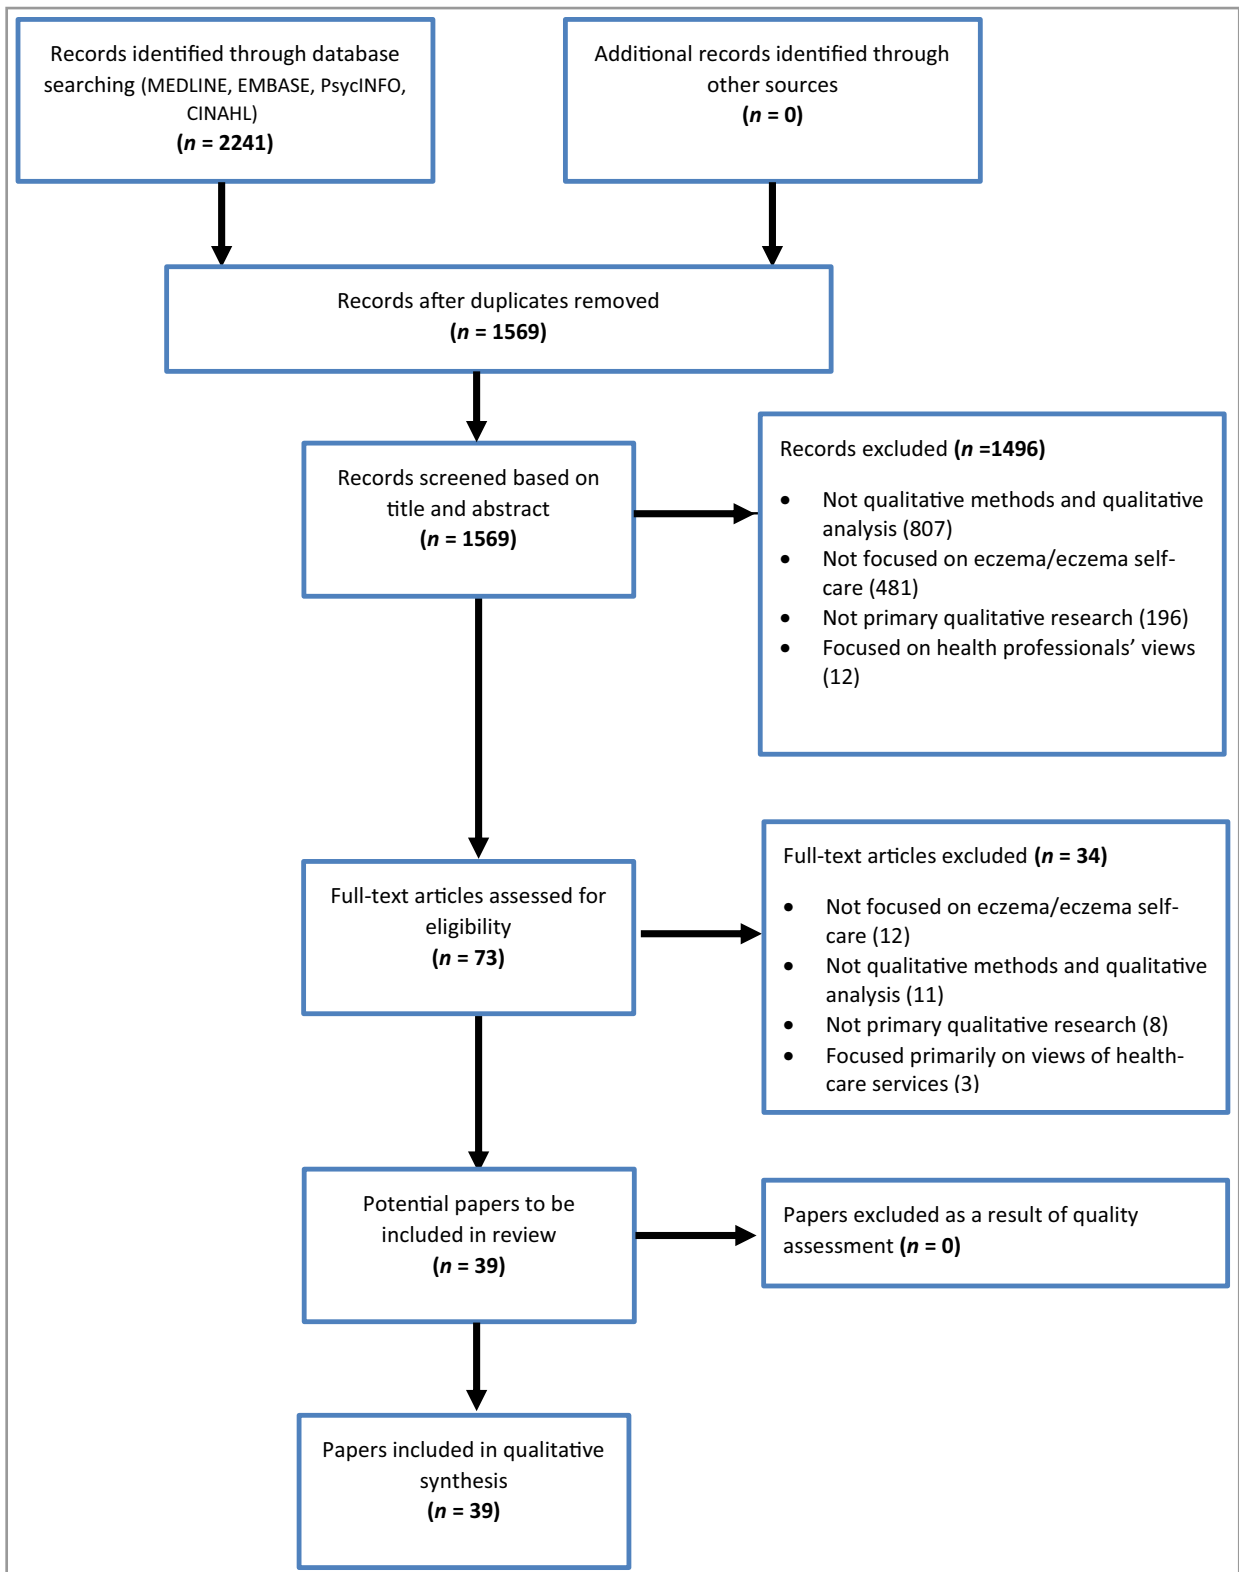 Records identified through database
searching (MEDLINE, EMBASE, PsycINFO,
CINAHL)
(n = 2241)
Additional records identified through
other sources
(n = 0)
Records after duplicates removed
(n = 1569)
Records screened based on
title and abstract
(n = 1569)
Records excluded (n =1496)
• Not qualitative methods and qualitative
analysis (807)
• Not focused on eczema/eczema self-
care (481)
• Not primary qualitative research (196)
• Focused on health professionals’ views
(12)
Full-text articles assessed for
eligibility
(n = 73)
Full-text articles excluded (n = 34)
• Not focused on eczema/eczema self-
care (12)
• Not qualitative methods and qualitative
analysis (11)
• Not primary qualitative research (8)
• Focused primarily on views of health-
care services (3)
Potential papers to be
included in review
(n = 39)
Papers excluded as a result of quality
assessment (n = 0)
Papers included in qualitative
synthesis
(n = 39)